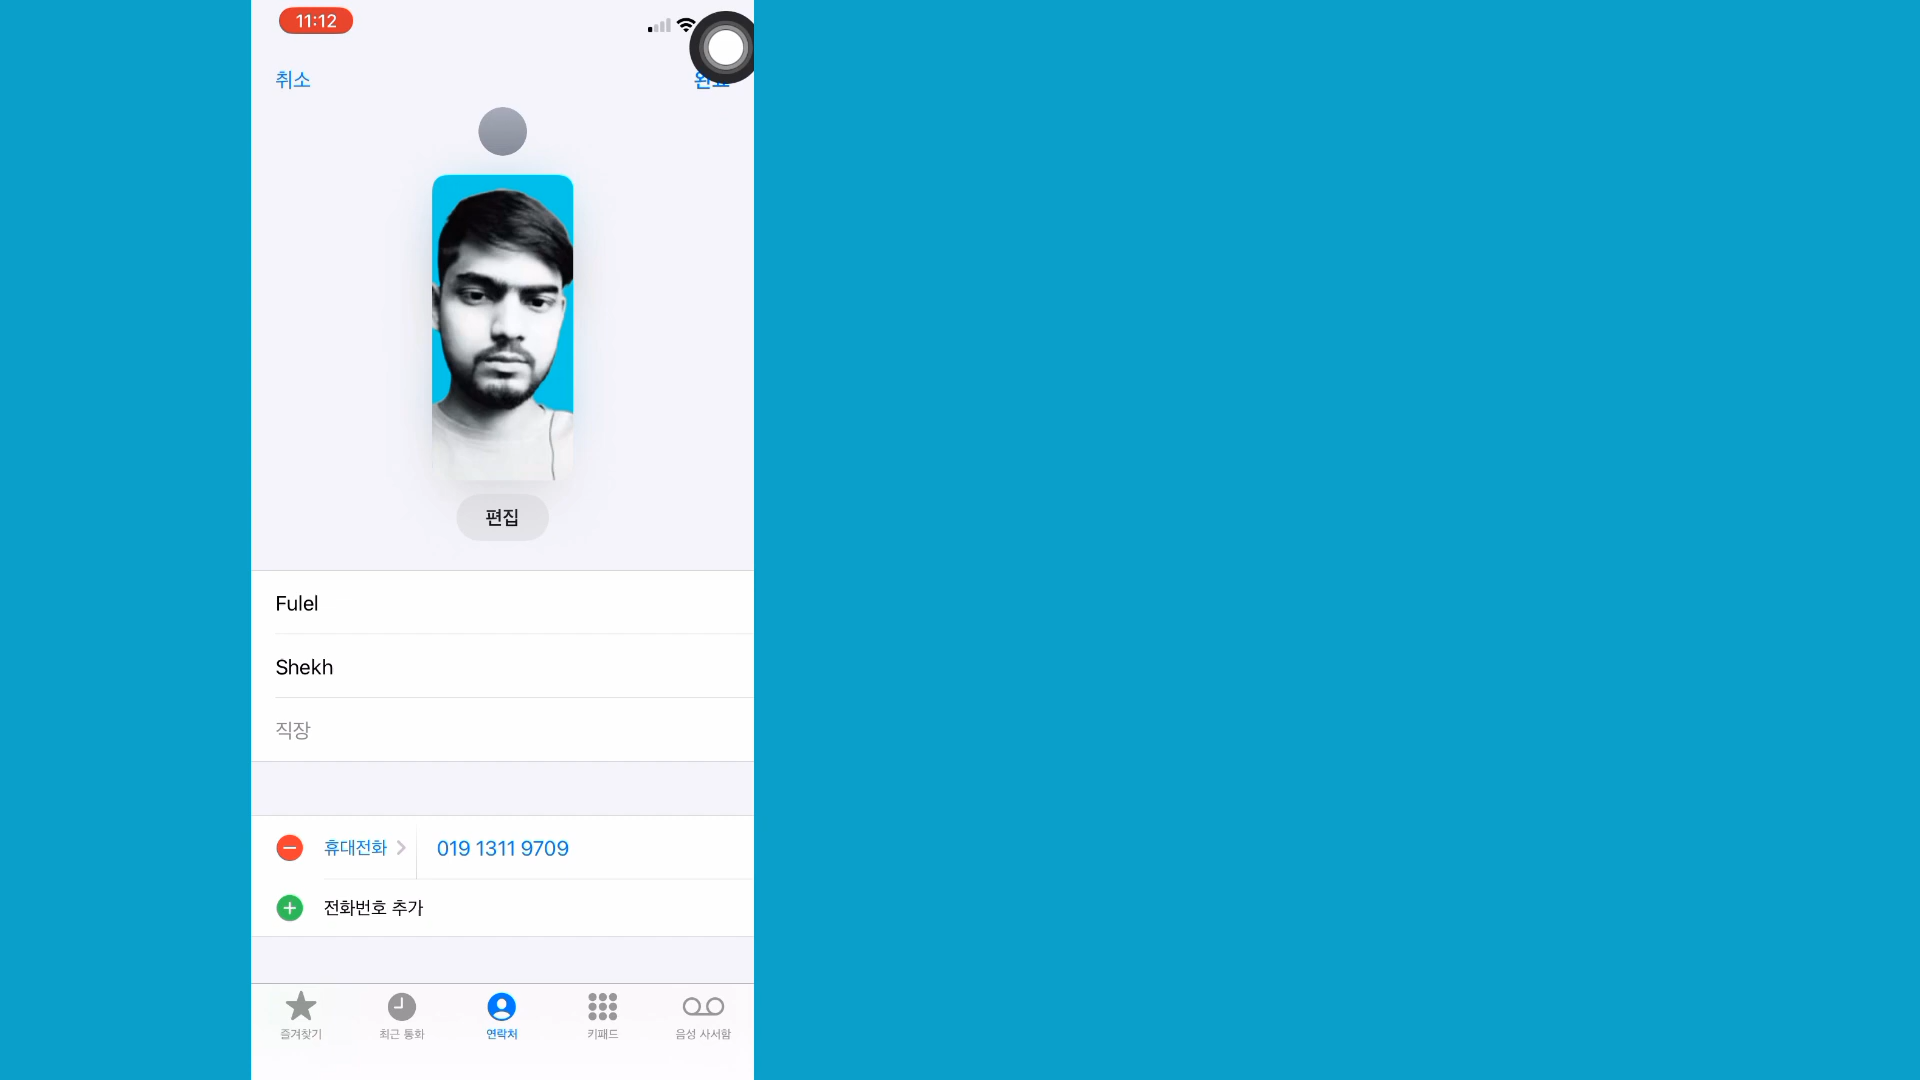 11:12
취소
편집
Fulel
Shekh
직장
휴대전화 019 1311 9709
전화번호 추가
즐겨찾기 최근 통화 연락처 키패드 음성 사서함